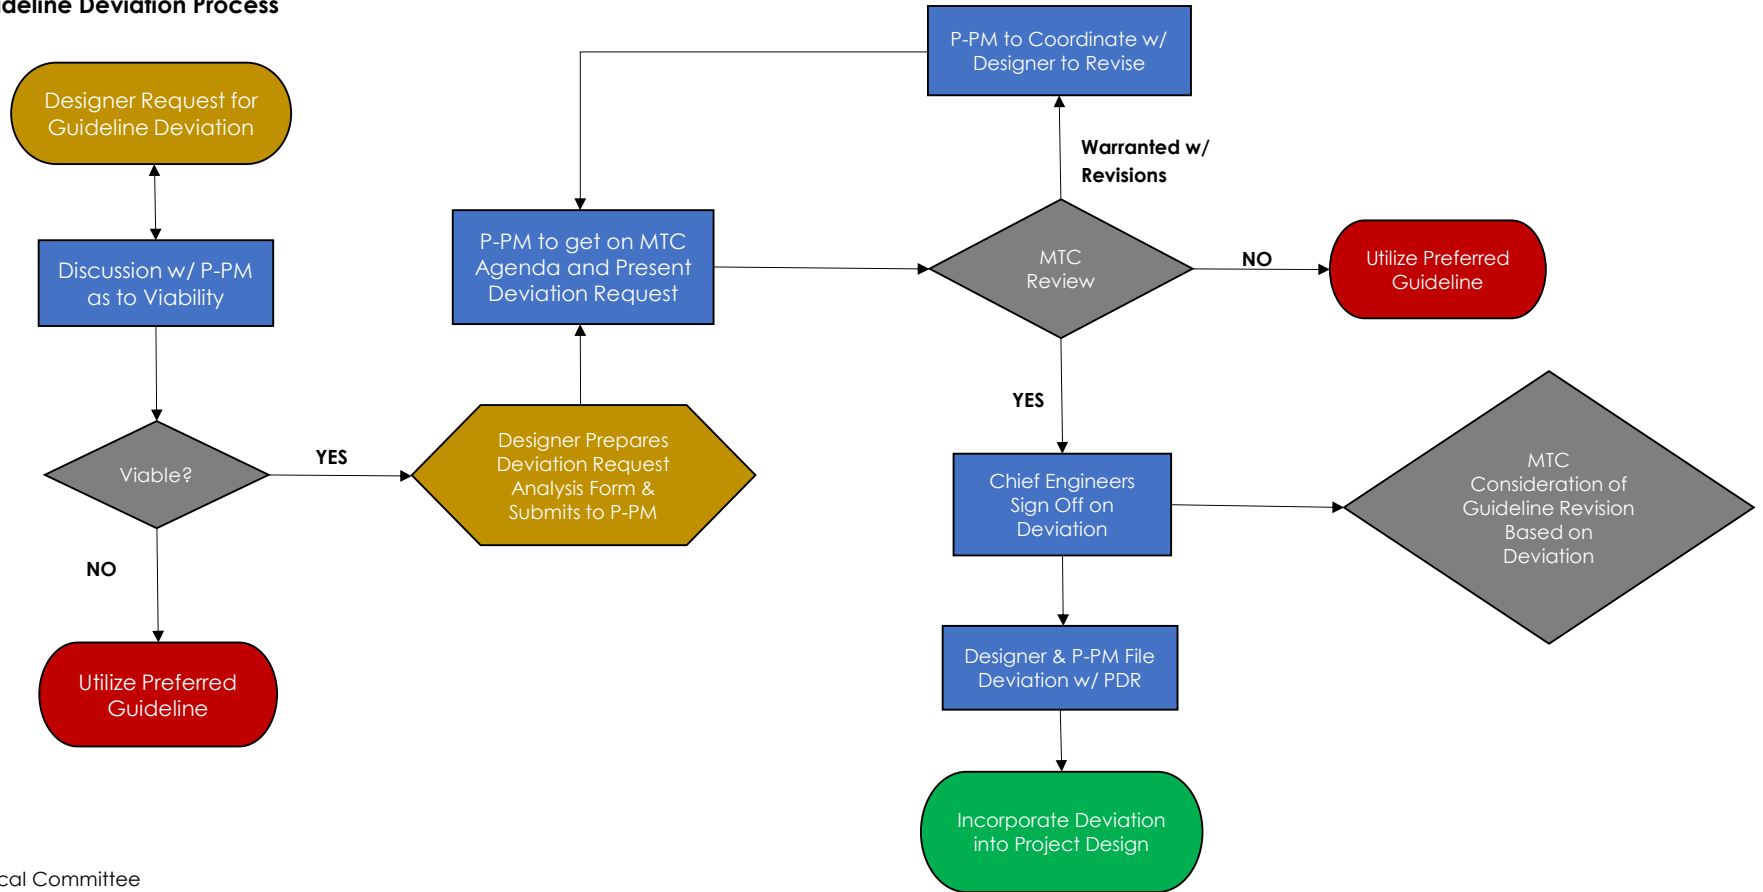 Deviation Process
Designer Request for
Guideline Deviation
Discussion w/ P-PM
as to Viability
Viable?
YES
NO
Utilize Preferred
Guideline
Designer Prepares
Deviation Request
Analysis Form &
Submits to P-PM
P-PM to get on MTC
Agenda and Present
Deviation Request
P-PM to Coordinate w/
Designer to Revise
Warranted w/
Revisions
MTC
Review
NO
Utilize Preferred
Guideline
YES
Chief Engineers
Sign Off on
Deviation
MTC
Consideration of
Guideline Revision
Based on
Deviation
Designer & P-PM File
Deviation w/ PDR
Incorporate Deviation
into Project Design
Committee